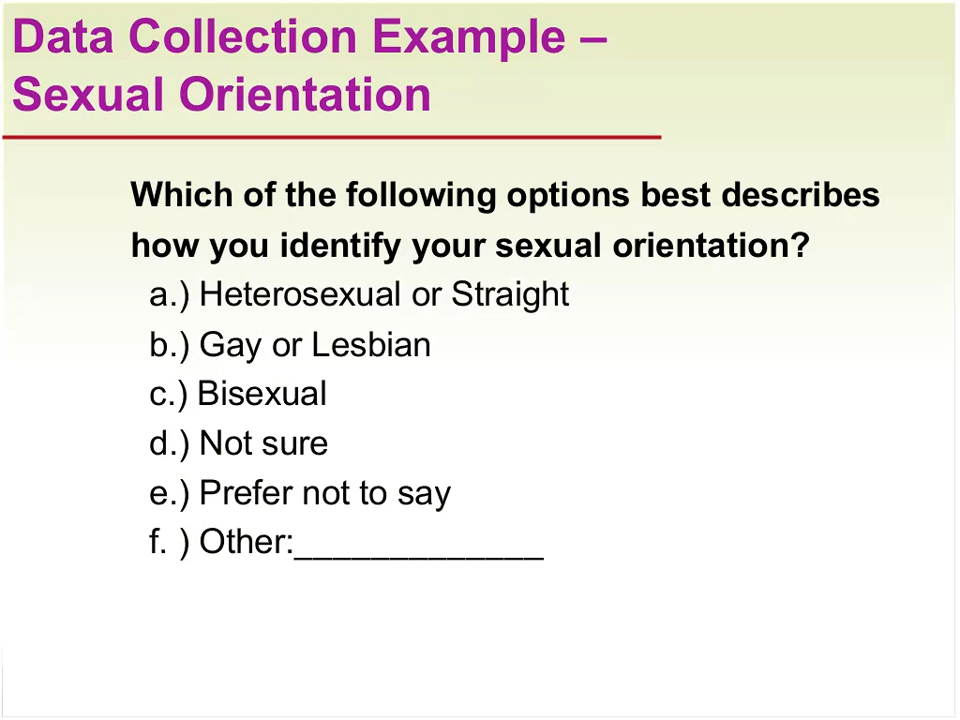 Data Collection Example –
Sexual Orientation
Which of the following options best describes
how you identify your sexual orientation?
a.) Heterosexual or Straight
b.) Gay or Lesbian
c.) Bisexual
d.) Not sure
e.) Prefer not to say
f. ) Other:_____________